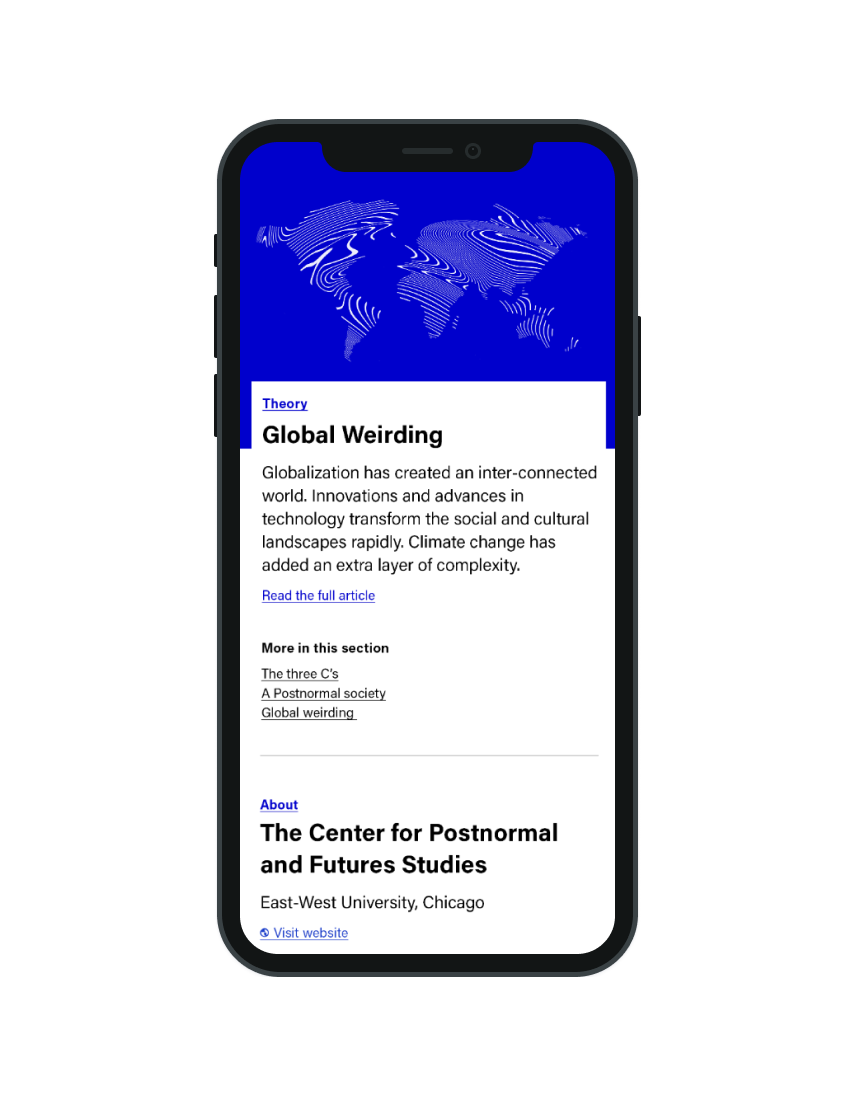 Theory
Global Weirding
Globalization has created an inter-connected
world. Innovations and advances in
technology transform the social and cultural
landscapes rapidly. Climate change has
added an extra layer of complexity.
Read the full article
More in this section
The three C's
A Postnormal society
Global weirding
About
The Center for Postnormal
and Futures Studies
East-West University, Chicago
Visit website